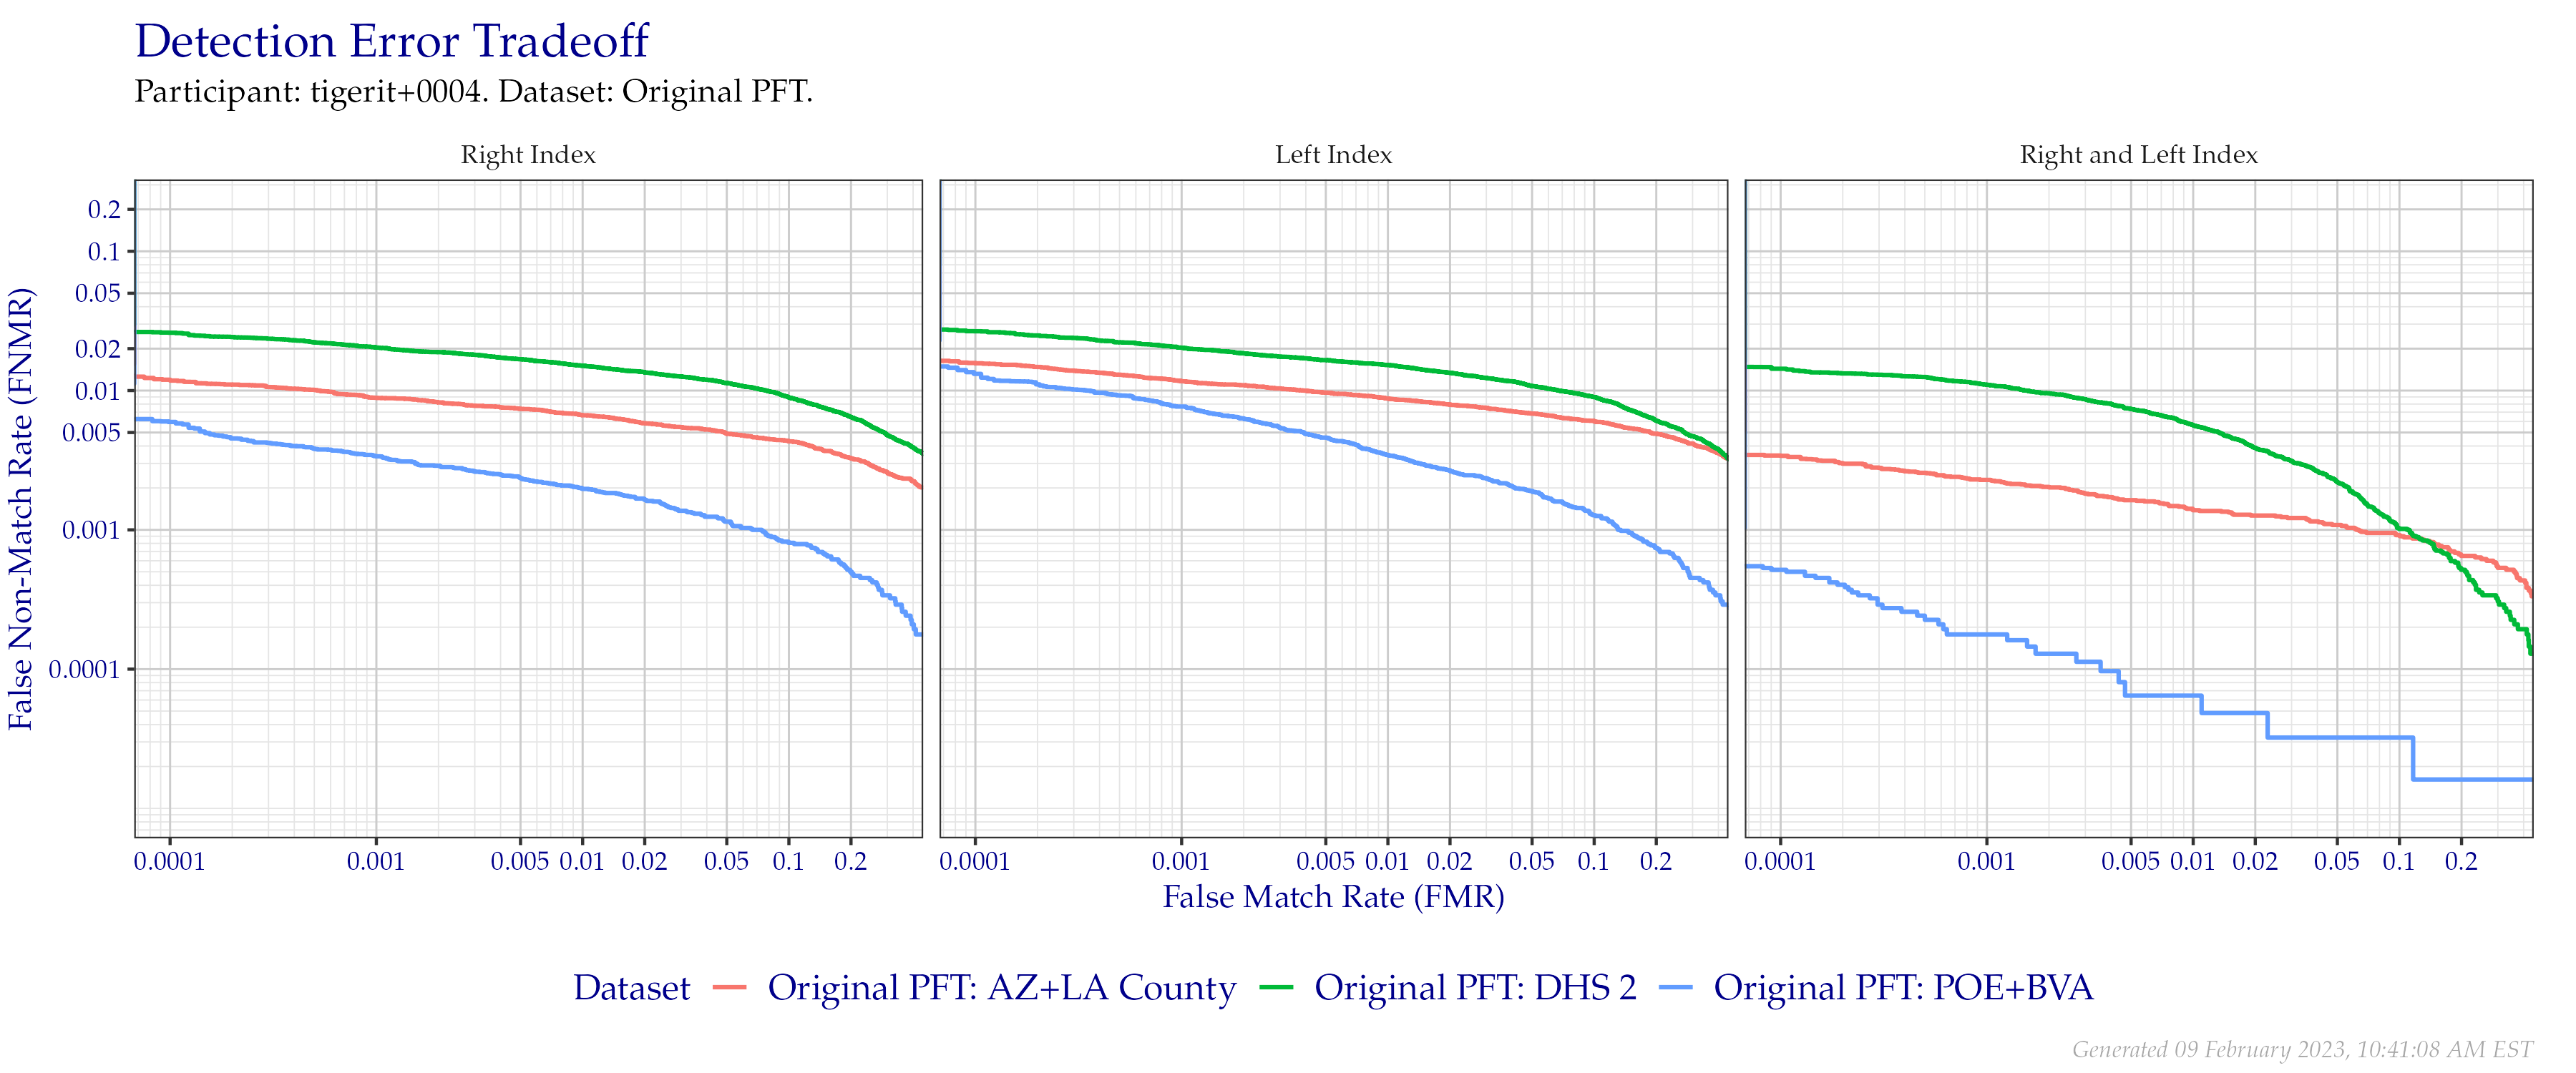 Detection Error Tradeoff
Participant: tigerit+0004. Dataset: Original PFT.
Right Index
Left Index
Right and Left Index
False Non-Match Rate (FNMR)
0.2
0.1
0.05
0.02
0.01
0.005
0.001
0.0001
0.0001 0.001 0.005 0.01 0.02 0.05 0.1 0.2
0.0001 0.001 0.005 0.01 0.02 0.05 0.1 0.2
0.0001 0.001 0.005 0.01 0.02 0.05 0.1 0.2
False Match Rate (FMR)
Dataset Original PFT: AZ+LA County Original PFT: DHS 2 Original PFT: POE+BVA
Generated 09 February 2023, 10:41:08 AM EST